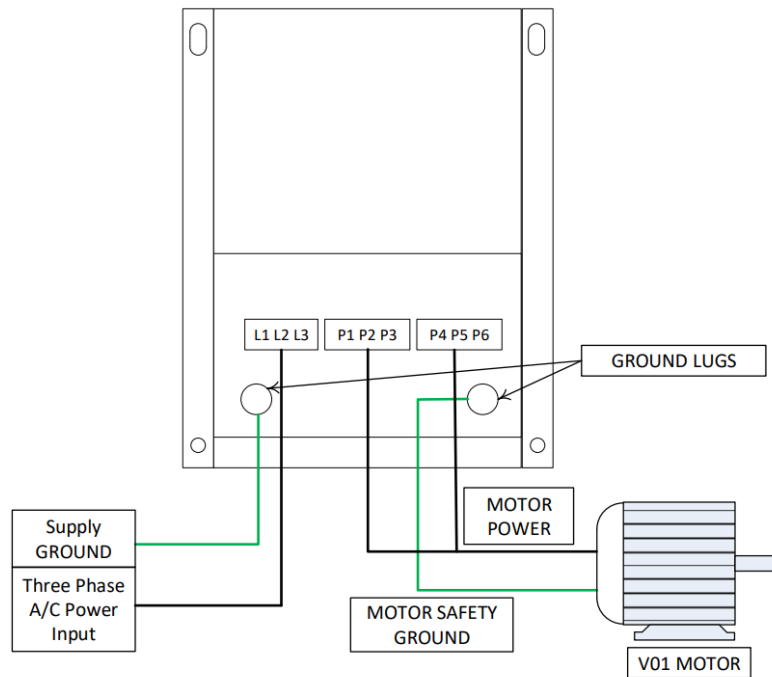 L1 L2 L3
P1 P2 P3
P4 P5 P6
GROUND LUGS
MOTOR
POWER
Supply
GROUND
Three Phase
A/C Power
Input
MOTOR SAFETY
GROUND
V01 MOTOR